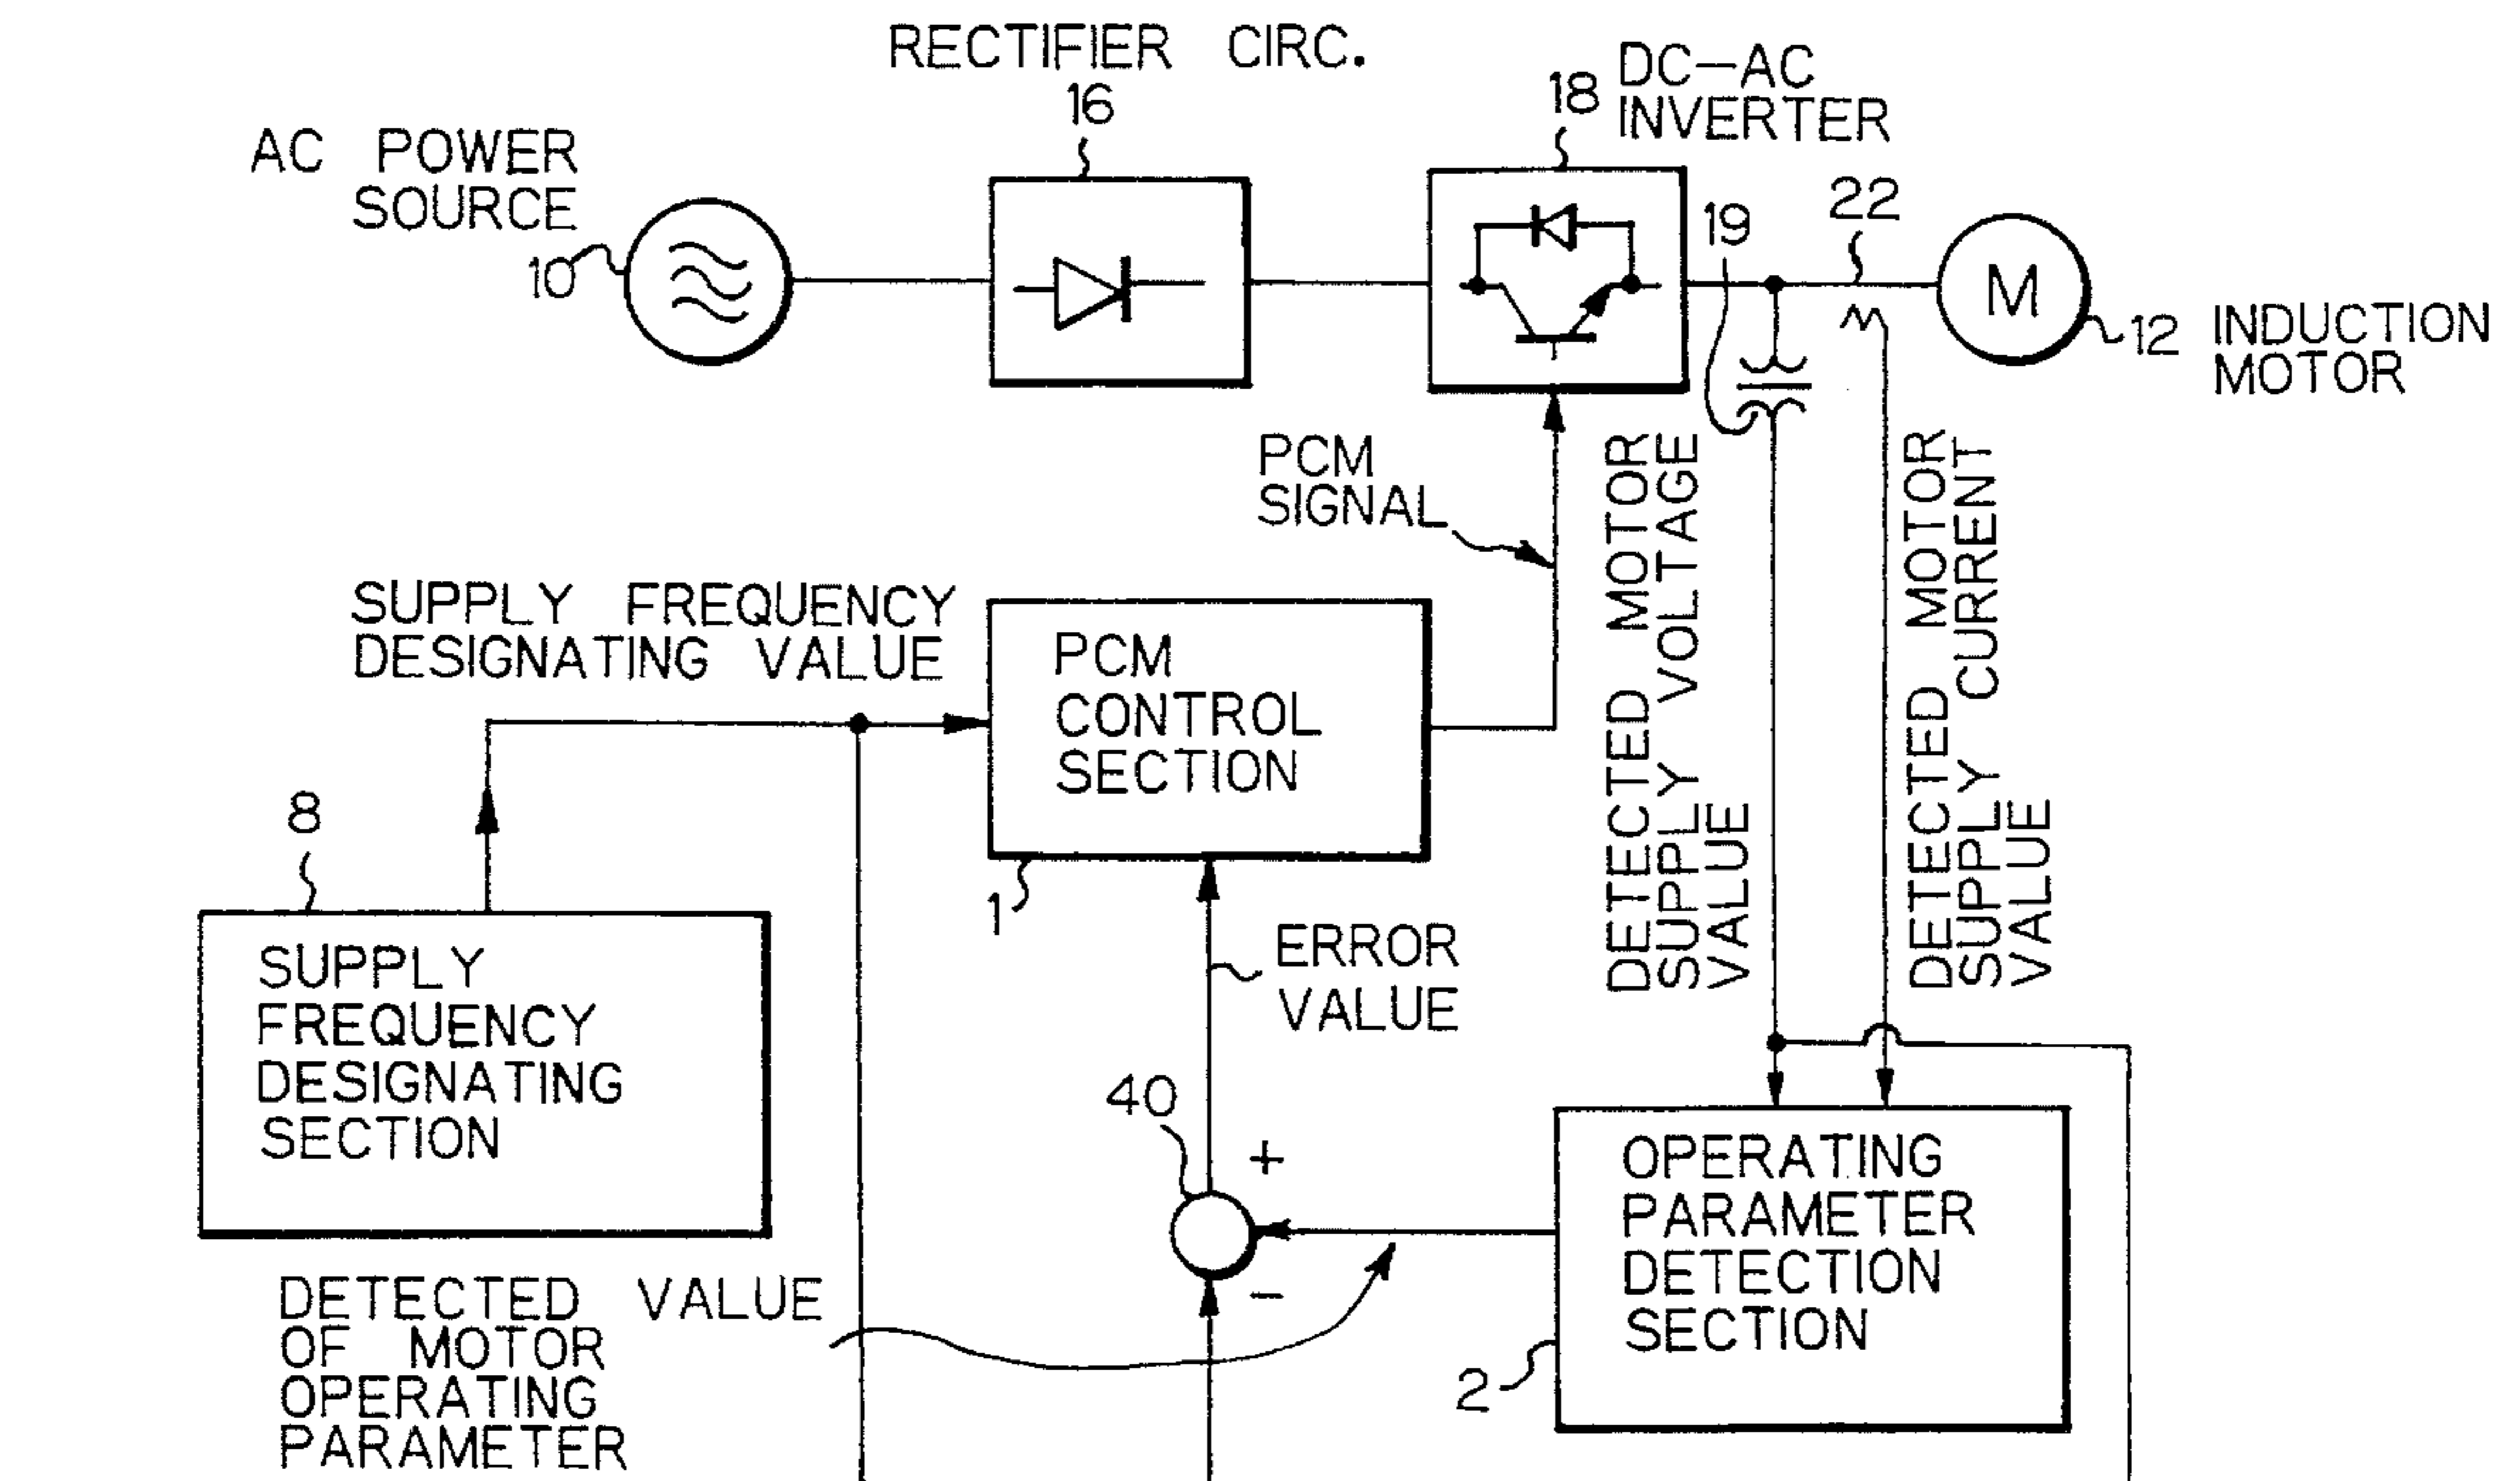 RECTIFIER CIRC.
16
18
DC-AC
INVERTER
AC POWER
SOURCE
10
19
22
M
12
INDUCTION
MOTOR
PCM
SIGNAL
DETECTED MOTOR
SUPPLY VOLTAGE
VALUE
DETECTED MOTOR
SUPPLY CURRENT
VALUE
SUPPLY FREQUENCY
DESIGNATING VALUE
PCM
CONTROL
SECTION
1
8
SUPPLY
FREQUENCY
DESIGNATING
SECTION
ERROR
VALUE
40
+
−
OPERATING
PARAMETER
DETECTION
SECTION
2
DETECTED VALUE
OF MOTOR
OPERATING
PARAMETER